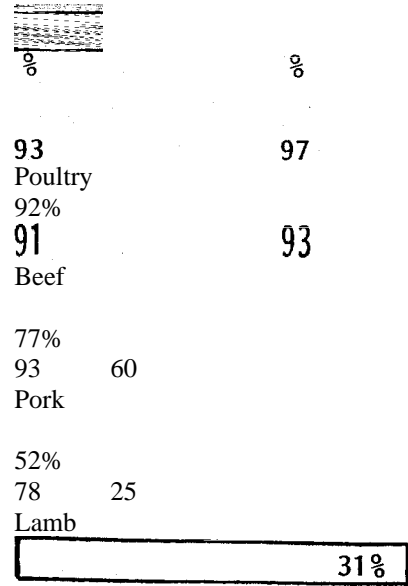 % %
93 97
Poultry
92%
91 93
Beef
77%
93 60
Pork
52%
78 25
Lamb
31%